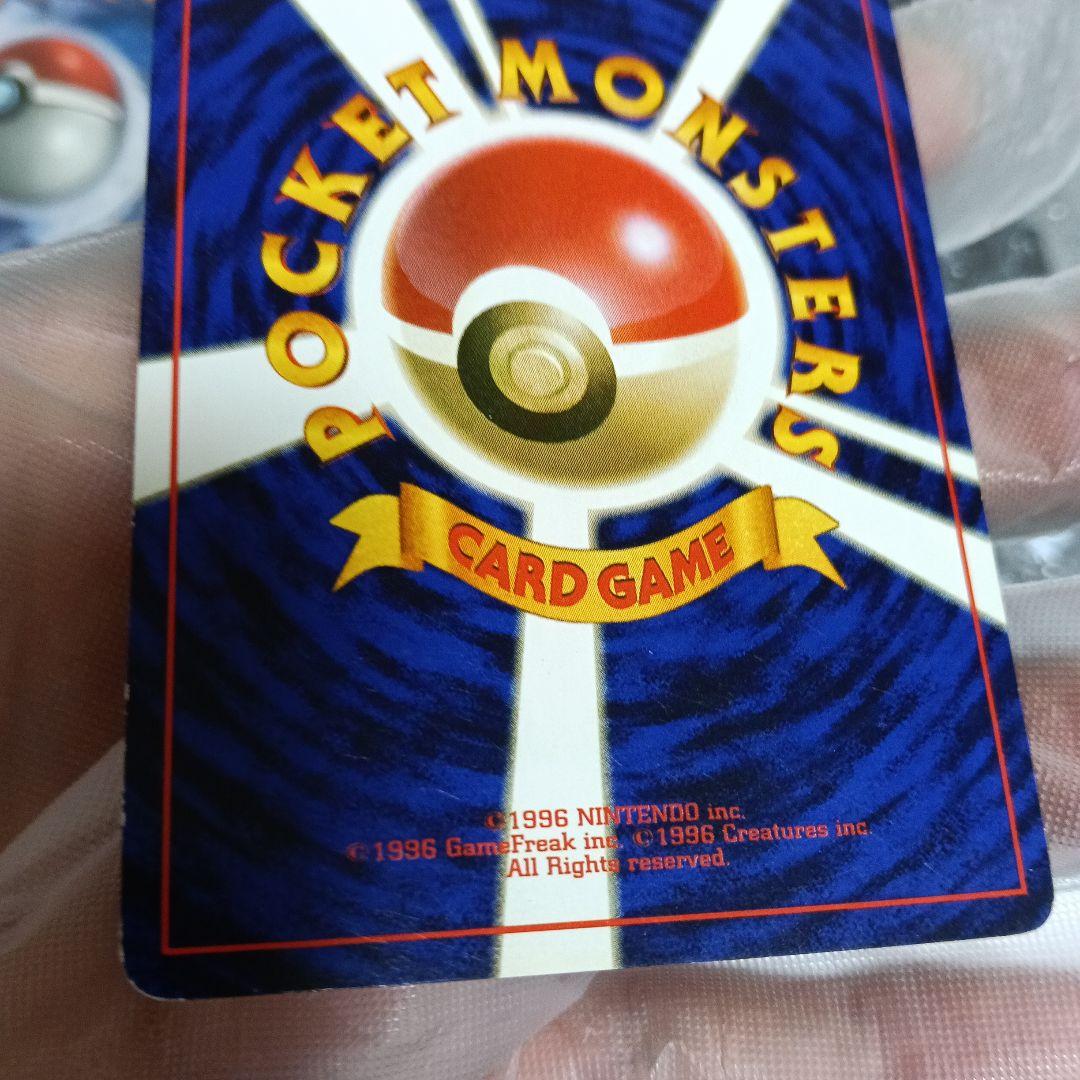 POCKET MONSTERS
CARD GAME
©1996 NINTENDO inc.
©1996 GameFreak inc. ©1996 Creatures inc.
All Rights reserved.